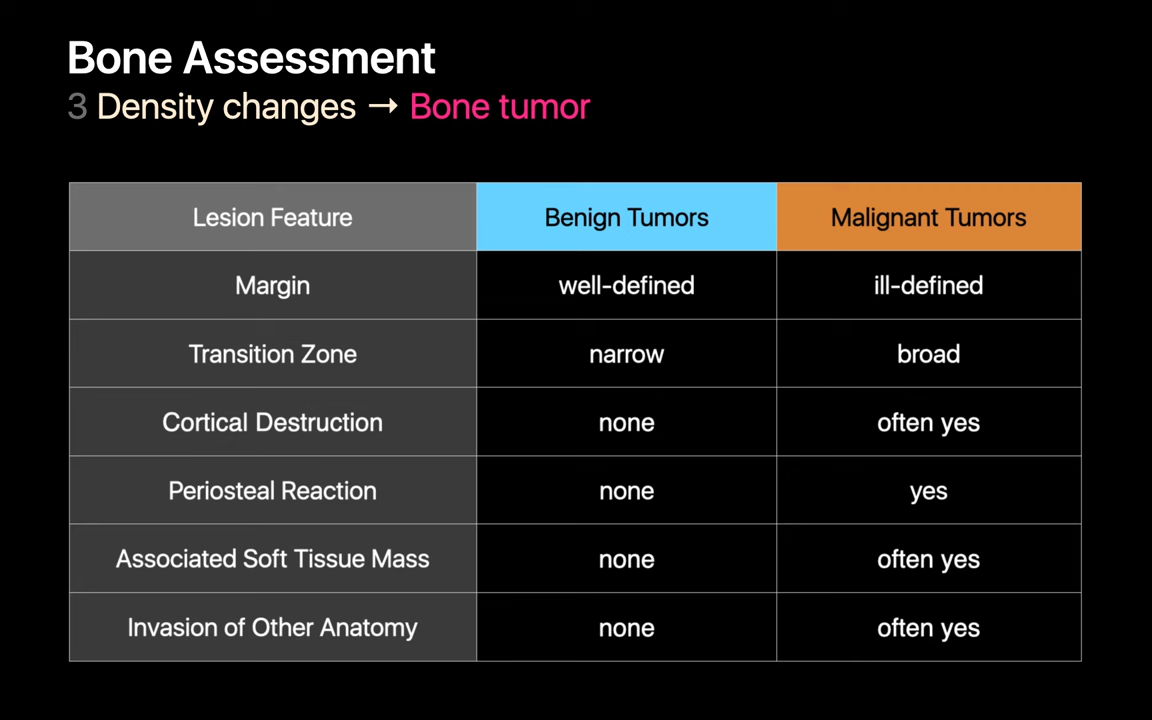 Bone Assessment
3 Density changes → Bone tumor
Lesion Feature Benign Tumors Malignant Tumors
Margin well-defined ill-defined
Transition Zone narrow broad
Cortical Destruction none often yes
Periosteal Reaction none yes
Associated Soft Tissue Mass none often yes
Invasion of Other Anatomy none often yes